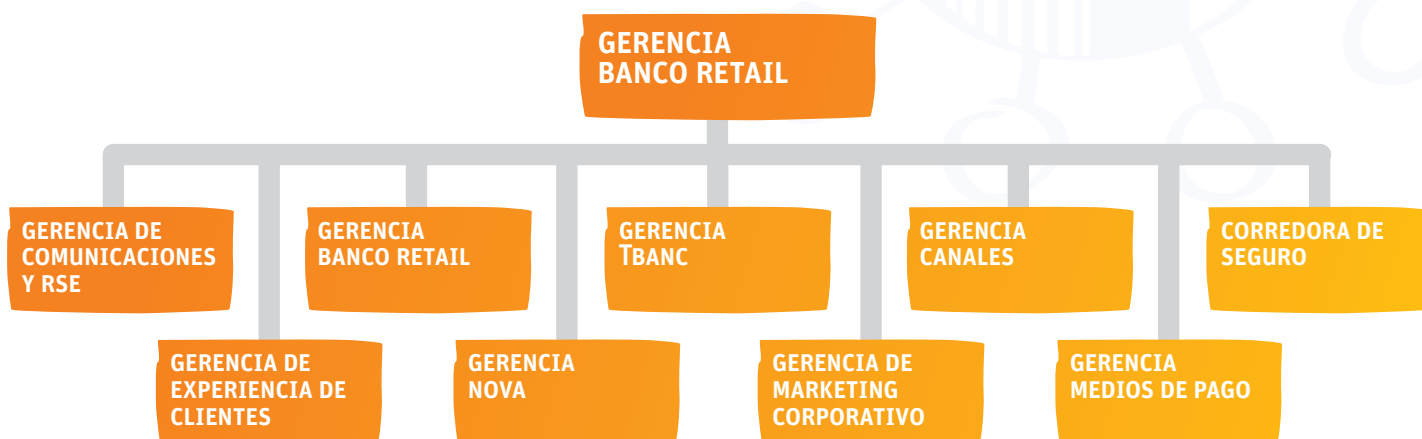 GERENCIA
BANCO RETAIL
GERENCIA DE
COMUNICACIONES
Y RSE
GERENCIA
BANCO RETAIL
GERENCIA
TBANC
GERENCIA
CANALES
CORREDORA DE
SEGURO
GERENCIA DE
EXPERIENCIA DE
CLIENTES
GERENCIA
NOVA
GERENCIA DE
MARKETING
CORPORATIVO
GERENCIA
MEDIOS DE PAGO